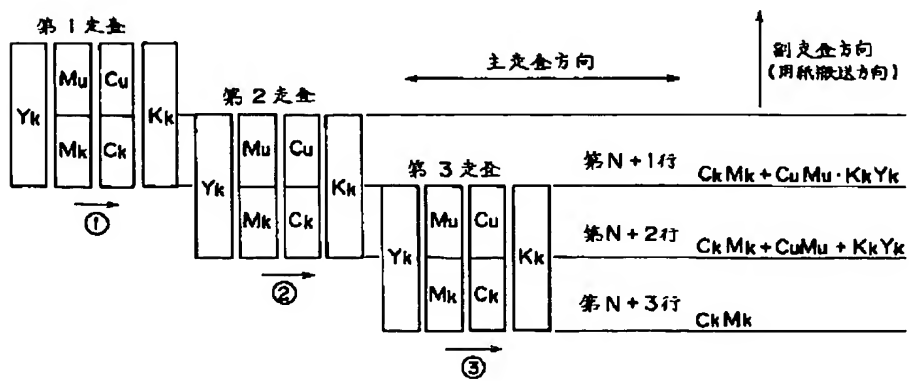 第1走査
Yk Mu Cu Kk
Mk Ck
①
第2走査
Yk Mu Cu Kk
Mk Ck
②
第3走査
Yk Mu Cu Kk
Mk Ck
③
主走査方向
副走査方向
(用紙搬送方向)
第N+1行 CkMk+CuMu·KkYk
第N+2行 CkMk+CuMu+KkYk
第N+3行 CkMk